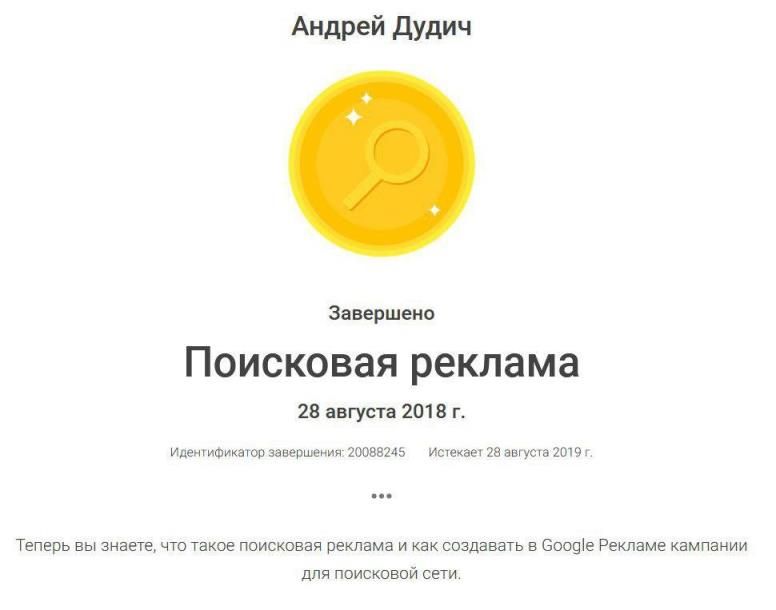 Андрей Дудич
Завершено
Поисковая реклама
28 августа 2018 г.
Идентификатор завершения: 20088245 Истекает 28 августа 2019 г.
•••
Теперь вы знаете, что такое поисковая реклама и как создавать в Google Рекламе кампании
для поисковой сети.